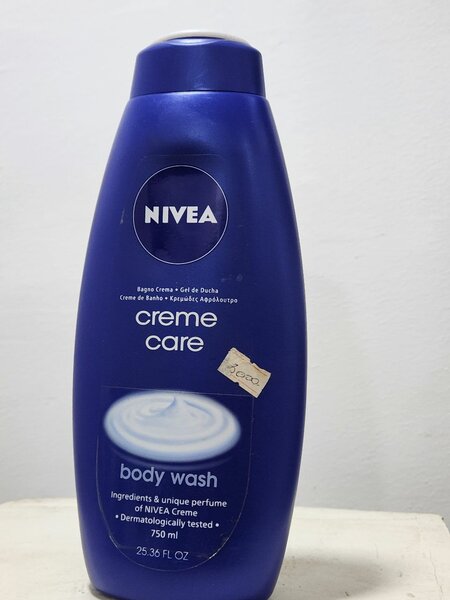 NIVEA
Bagno Crema • Gel de Ducha
Creme de Banho • Κρεμώδες Αφρόλουτρο
creme
care
body wash
Ingredients & unique perfume
of NIVEA Creme
• Dermatologically tested •
750 ml
25.36 FL OZ